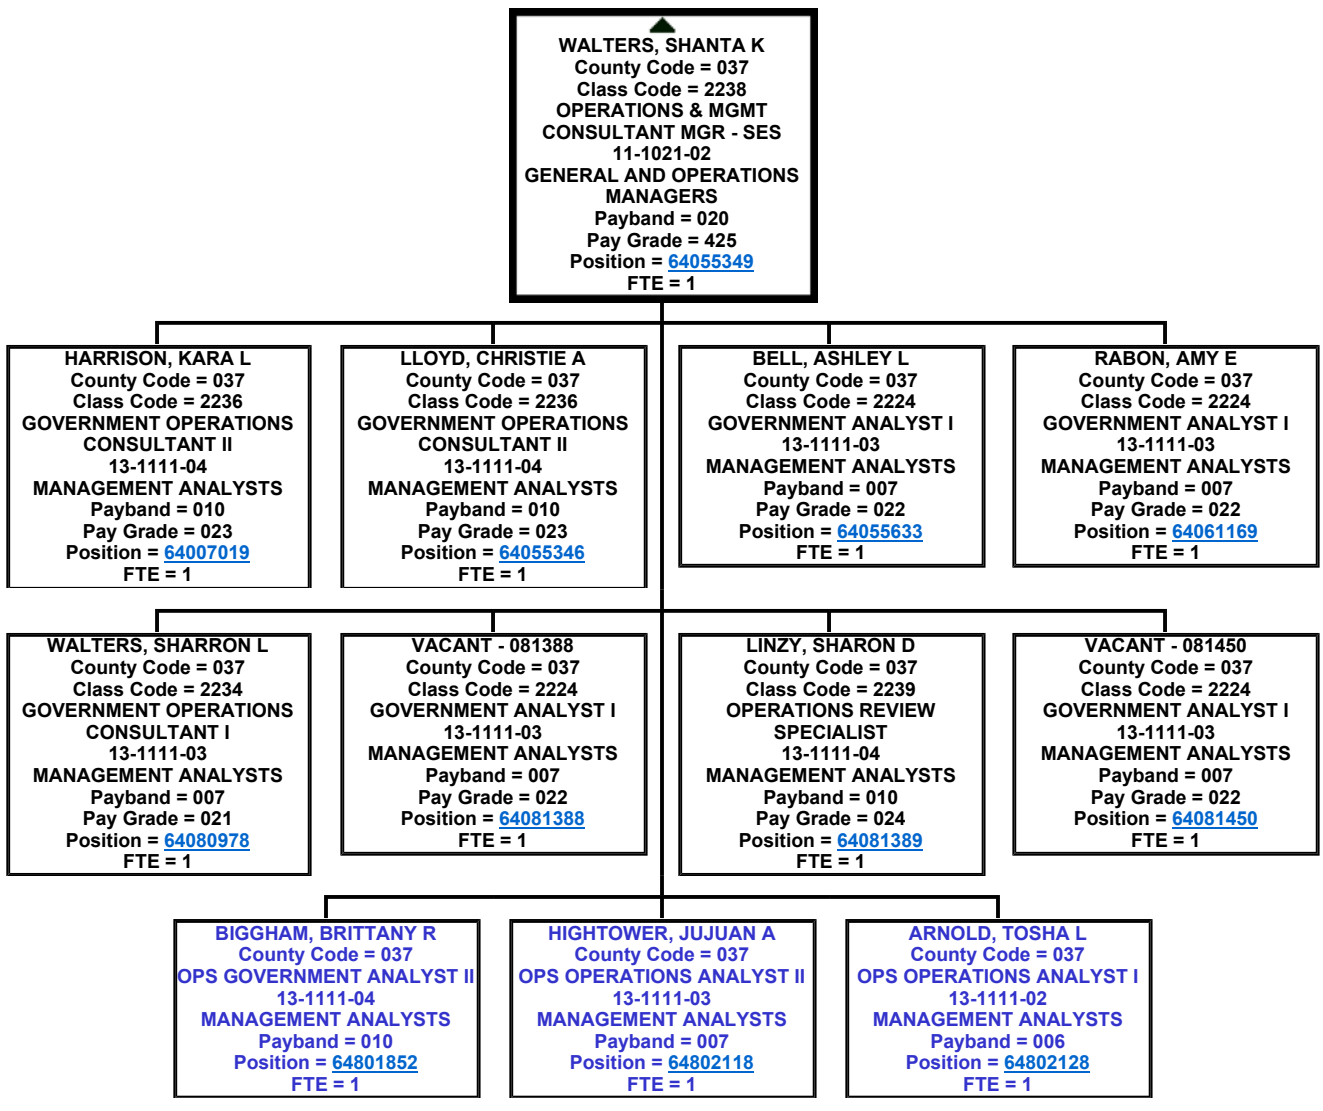 WALTERS, SHANTA K
County Code = 037
Class Code = 2238
OPERATIONS & MGMT
CONSULTANT MGR - SES
11-1021-02
GENERAL AND OPERATIONS
MANAGERS
Payband = 020
Pay Grade = 425
Position = 64055349
FTE = 1
HARRISON, KARA L
County Code = 037
Class Code = 2236
GOVERNMENT OPERATIONS
CONSULTANT II
13-1111-04
MANAGEMENT ANALYSTS
Payband = 010
Pay Grade = 023
Position = 64007019
FTE = 1
LLOYD, CHRISTIE A
County Code = 037
Class Code = 2236
GOVERNMENT OPERATIONS
CONSULTANT II
13-1111-04
MANAGEMENT ANALYSTS
Payband = 010
Pay Grade = 023
Position = 64055346
FTE = 1
BELL, ASHLEY L
County Code = 037
Class Code = 2224
GOVERNMENT ANALYST I
13-1111-03
MANAGEMENT ANALYSTS
Payband = 007
Pay Grade = 022
Position = 64055633
FTE = 1
RABON, AMY E
County Code = 037
Class Code = 2224
GOVERNMENT ANALYST I
13-1111-03
MANAGEMENT ANALYSTS
Payband = 007
Pay Grade = 022
Position = 64061169
FTE = 1
WALTERS, SHARRON L
County Code = 037
Class Code = 2234
GOVERNMENT OPERATIONS
CONSULTANT I
13-1111-03
MANAGEMENT ANALYSTS
Payband = 007
Pay Grade = 021
Position = 64080978
FTE = 1
VACANT - 081388
County Code = 037
Class Code = 2224
GOVERNMENT ANALYST I
13-1111-03
MANAGEMENT ANALYSTS
Payband = 007
Pay Grade = 022
Position = 64081388
FTE = 1
LINZY, SHARON D
County Code = 037
Class Code = 2239
OPERATIONS REVIEW
SPECIALIST
13-1111-04
MANAGEMENT ANALYSTS
Payband = 010
Pay Grade = 024
Position = 64081389
FTE = 1
VACANT - 081450
County Code = 037
Class Code = 2224
GOVERNMENT ANALYST I
13-1111-03
MANAGEMENT ANALYSTS
Payband = 007
Pay Grade = 022
Position = 64081450
FTE = 1
BIGGHAM, BRITTANY R
County Code = 037
OPS GOVERNMENT ANALYST II
13-1111-04
MANAGEMENT ANALYSTS
Payband = 010
Position = 64801852
FTE = 1
HIGHTOWER, JUJUAN A
County Code = 037
OPS OPERATIONS ANALYST II
13-1111-03
MANAGEMENT ANALYSTS
Payband = 007
Position = 64802118
FTE = 1
ARNOLD, TOSHA L
County Code = 037
OPS OPERATIONS ANALYST I
13-1111-02
MANAGEMENT ANALYSTS
Payband = 006
Position = 64802128
FTE = 1